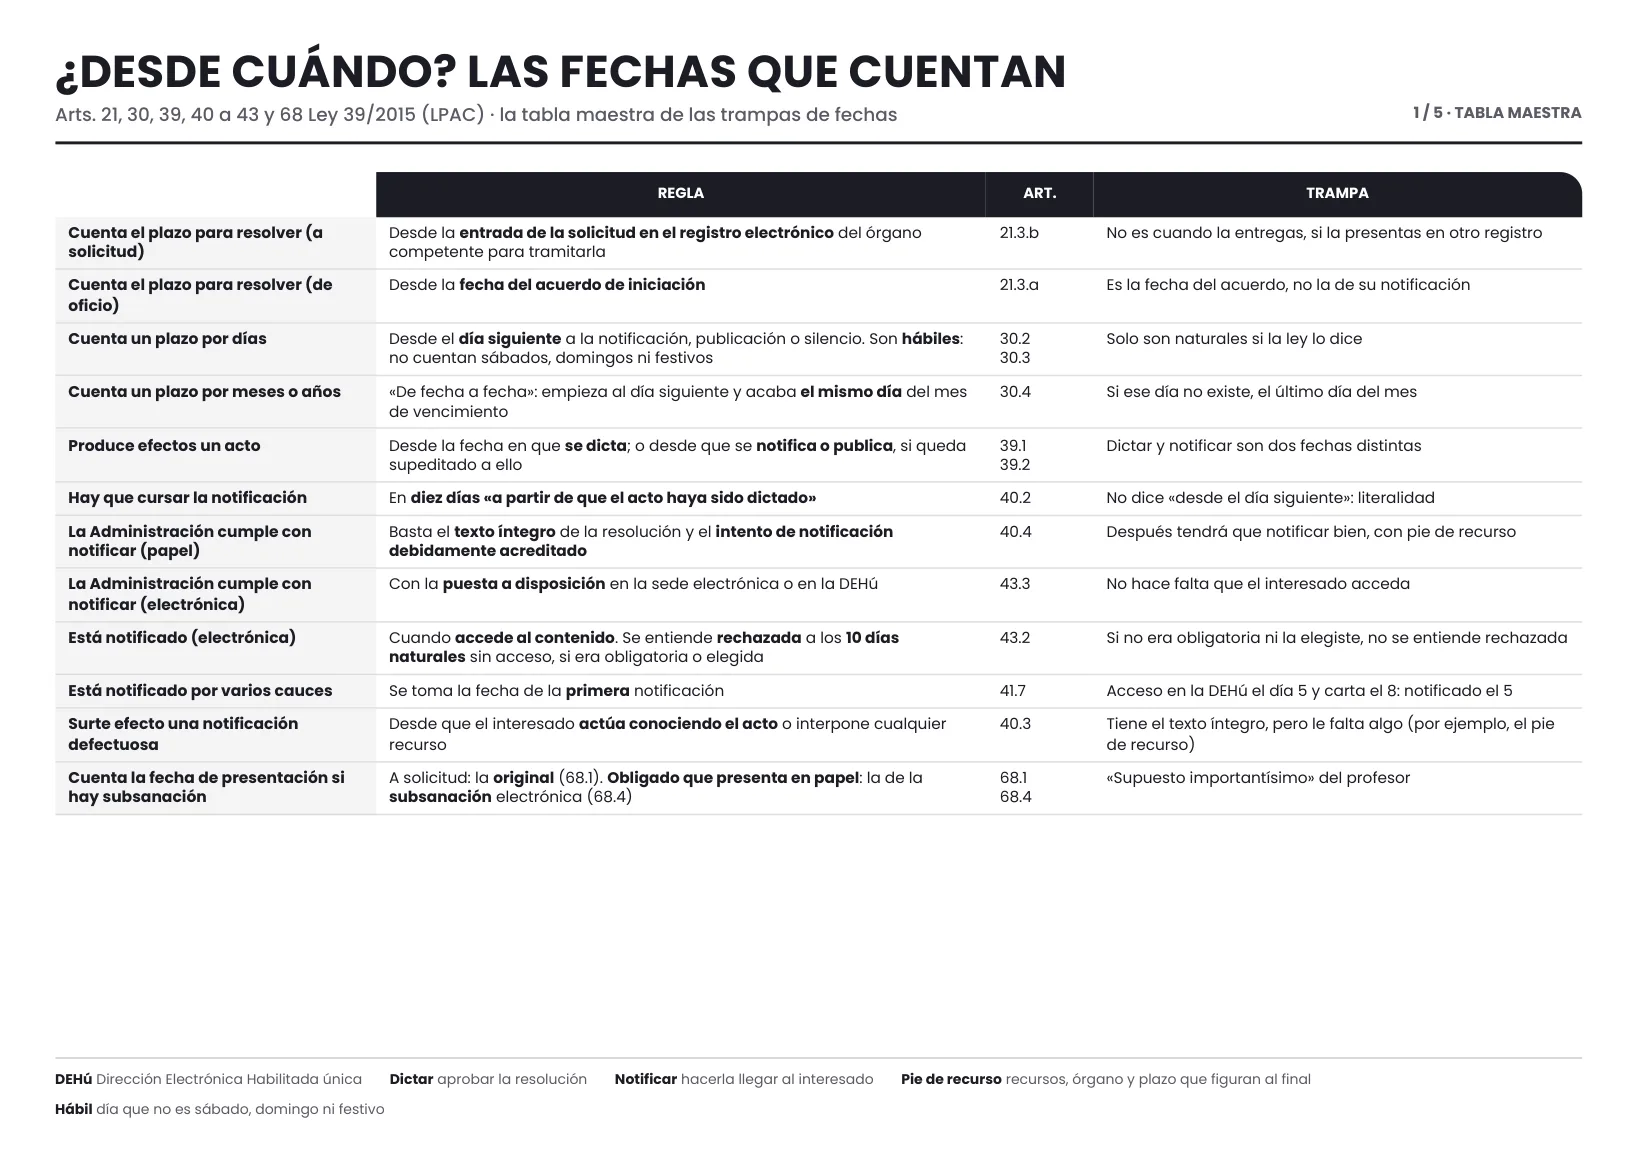 ¿DESDE CUÁNDO? LAS FECHAS QUE CUENTAN
Arts. 21, 30, 39, 40 a 43 y 68 Ley 39/2015 (LPAC) · la tabla maestra de las trampas de fechas
1 / 5 · TABLA MAESTRA
REGLA
ART.
TRAMPA
Cuenta el plazo para resolver (a
solicitud)
Desde la entrada de la solicitud en el registro electrónico del órgano
competente para tramitarla
21.3.b
No es cuando la entregas, si la presentas en otro registro
Cuenta el plazo para resolver (de
oficio)
Desde la fecha del acuerdo de iniciación
21.3.a
Es la fecha del acuerdo, no la de su notificación
Cuenta un plazo por días
Desde el día siguiente a la notificación, publicación o silencio. Son hábiles:
no cuentan sábados, domingos ni festivos
30.2
30.3
Solo son naturales si la ley lo dice
Cuenta un plazo por meses o años
«De fecha a fecha»: empieza al día siguiente y acaba el mismo día del mes
de vencimiento
30.4
Si ese día no existe, el último día del mes
Produce efectos un acto
Desde la fecha en que se dicta; o desde que se notifica o publica, si queda
supeditado a ello
39.1
39.2
Dictar y notificar son dos fechas distintas
Hay que cursar la notificación
En diez días «a partir de que el acto haya sido dictado»
40.2
No dice «desde el día siguiente»: literalidad
La Administración cumple con
notificar (papel)
Basta el texto íntegro de la resolución y el intento de notificación
debidamente acreditado
40.4
Después tendrá que notificar bien, con pie de recurso
La Administración cumple con
notificar (electrónica)
Con la puesta a disposición en la sede electrónica o en la DEHú
43.3
No hace falta que el interesado acceda
Está notificado (electrónica)
Cuando accede al contenido. Se entiende rechazada a los 10 días
naturales sin acceso, si era obligatoria o elegida
43.2
Si no era obligatoria ni la elegiste, no se entiende rechazada
Está notificado por varios cauces
Se toma la fecha de la primera notificación
41.7
Acceso en la DEHú el día 5 y carta el 8: notificado el 5
Surte efecto una notificación
defectuosa
Desde que el interesado actúa conociendo el acto o interpone cualquier
recurso
40.3
Tiene el texto íntegro, pero le falta algo (por ejemplo, el pie
de recurso)
Cuenta la fecha de presentación si
hay subsanación
A solicitud: la original (68.1). Obligado que presenta en papel: la de la
subsanación electrónica (68.4)
68.1
68.4
«Supuesto importantísimo» del profesor
DEHú Dirección Electrónica Habilitada única Dictar aprobar la resolución Notificar hacerla llegar al interesado Pie de recurso recursos, órgano y plazo que figuran al final
Hábil día que no es sábado, domingo ni festivo